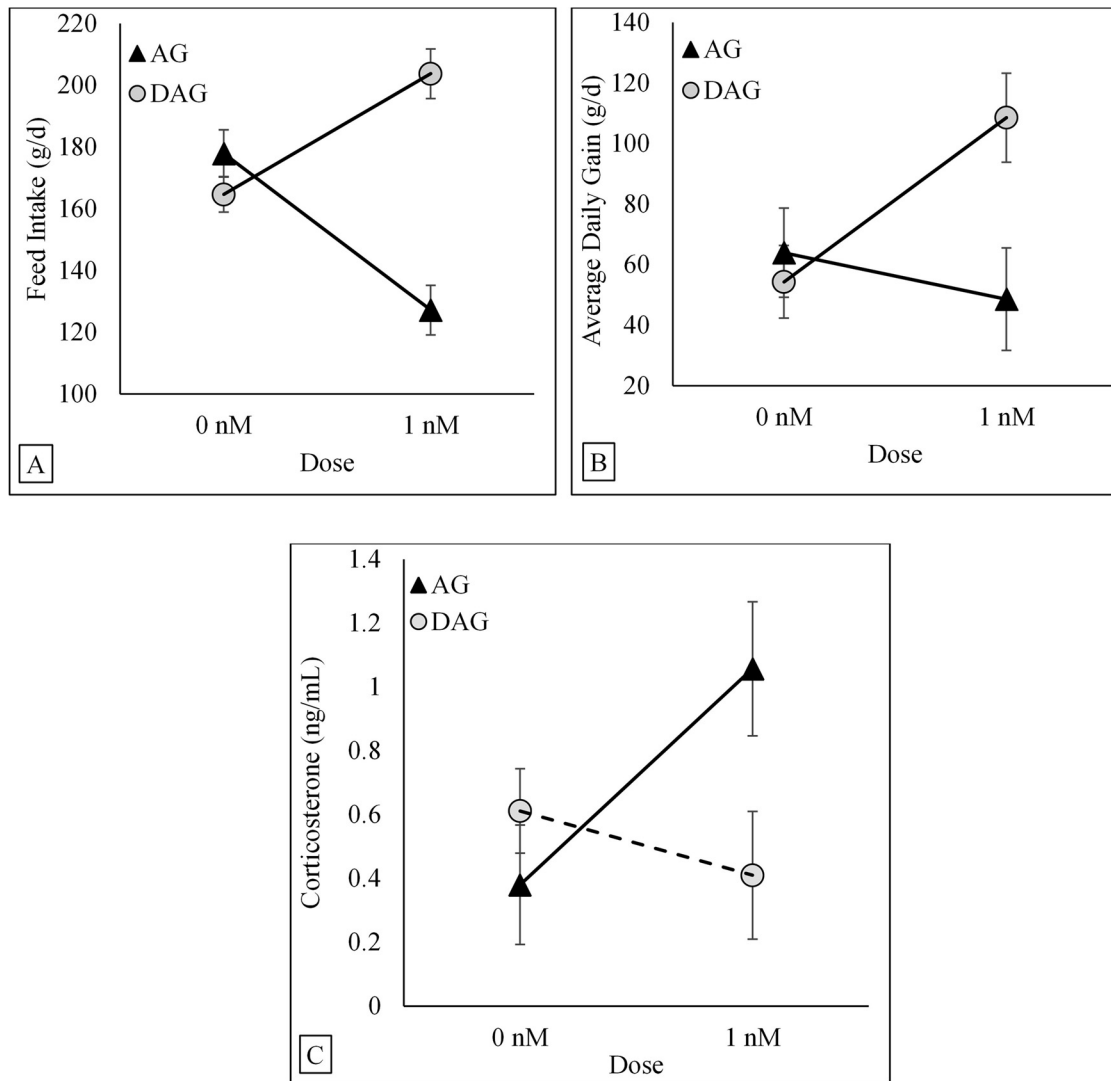 220
200
180
160
140
120
100
Feed Intake (g/d)
AG
DAG
0 nM 1 nM
Dose
A
140
120
100
80
60
40
20
Average Daily Gain (g/d)
AG
DAG
0 nM 1 nM
Dose
B
1.4
1.2
1
0.8
0.6
0.4
0.2
0
Corticosterone (ng/mL)
AG
DAG
0 nM 1 nM
Dose
C